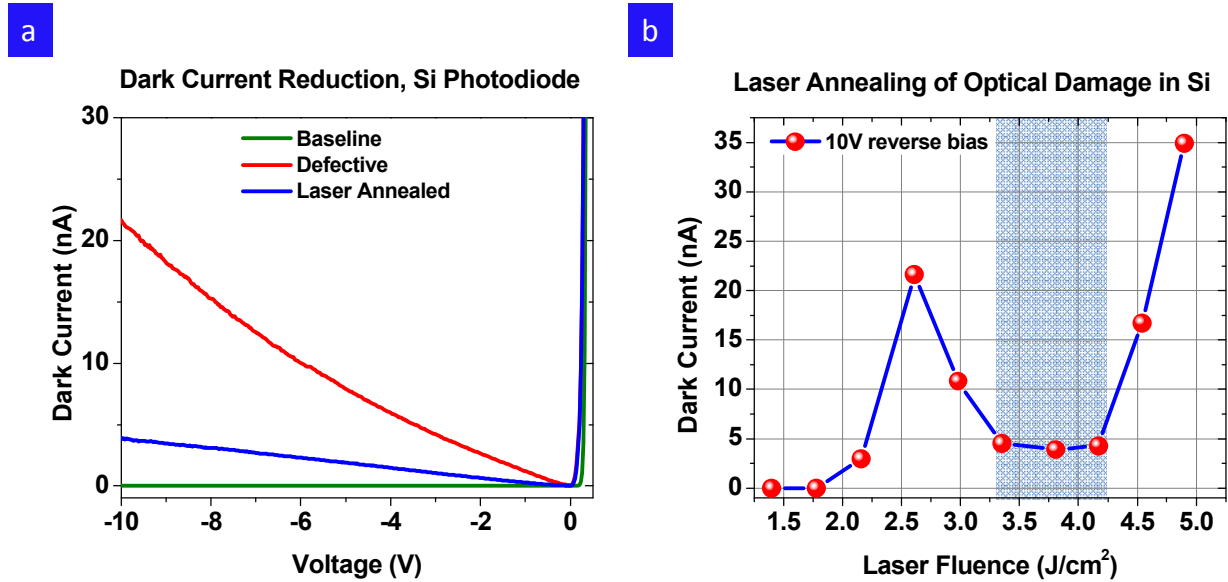 a
Dark Current Reduction, Si Photodiode
Baseline
Defective
Laser Annealed
30
20
10
0
Dark Current (nA)
-10 -8 -6 -4 -2 0
Voltage (V)
b
Laser Annealing of Optical Damage in Si
10V reverse bias
35
30
25
20
15
10
5
0
Dark Current (nA)
1.5 2.0 2.5 3.0 3.5 4.0 4.5 5.0
Laser Fluence (J/cm²)